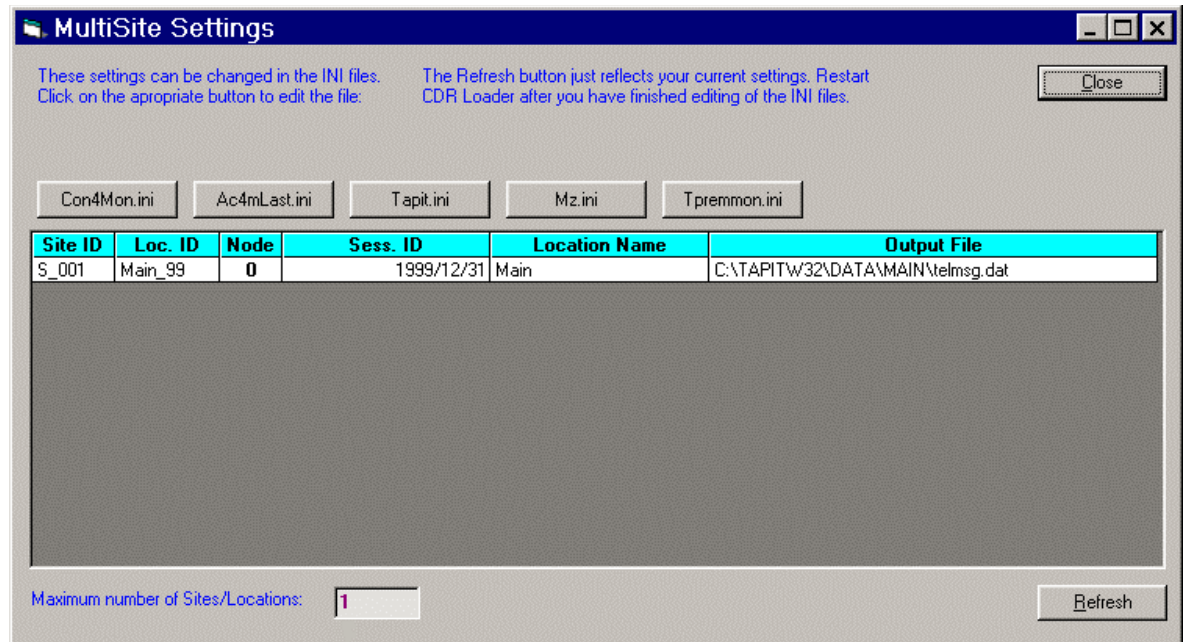 MultiSite Settings
These settings can be changed in the INI files.
Click on the apropriate button to edit the file:
The Refresh button just reflects your current settings. Restart
CDR Loader after you have finished editing of the INI files.
Close
Con4Mon.ini Ac4mLast.ini Tapit.ini Mz.ini Tpremmon.ini
Site ID Loc. ID Node Sess. ID Location Name Output File
S_001 Main_99 0 1999/12/31 Main C:\TAPITW32\DATA\MAIN\telmsg.dat
Maximum number of Sites/Locations: 1
Refresh